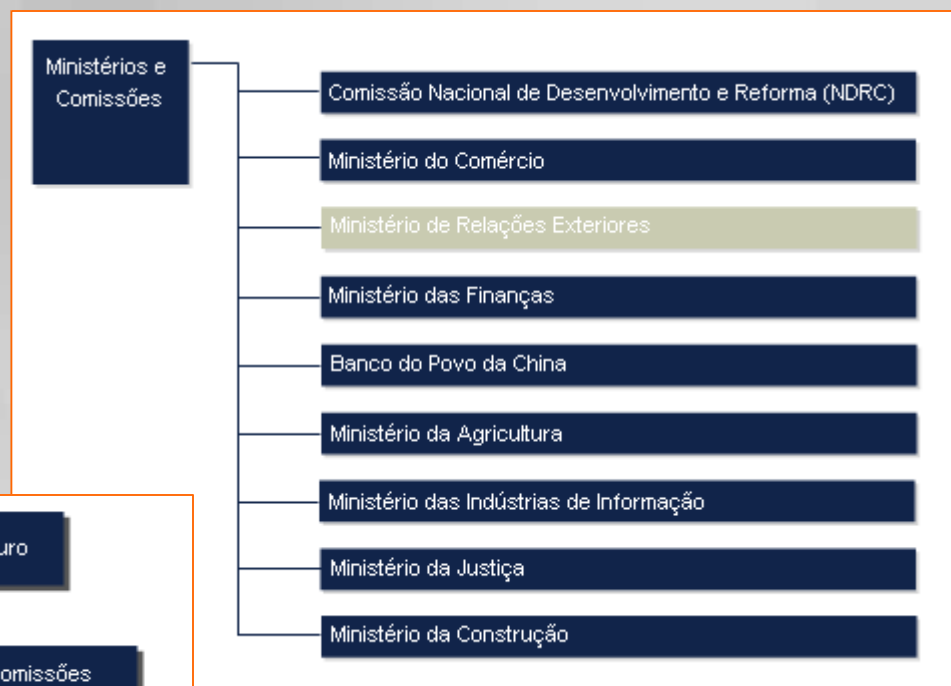 Ministérios e
Comissões
Comissão Nacional de Desenvolvimento e Reforma (NDRC)
Ministério do Comércio
Ministério de Relações Exteriores
Ministério das Finanças
Banco do Povo da China
Ministério da Agricultura
Ministério das Indústrias de Informação
Ministério da Justiça
Ministério da Construção
uro
omissões